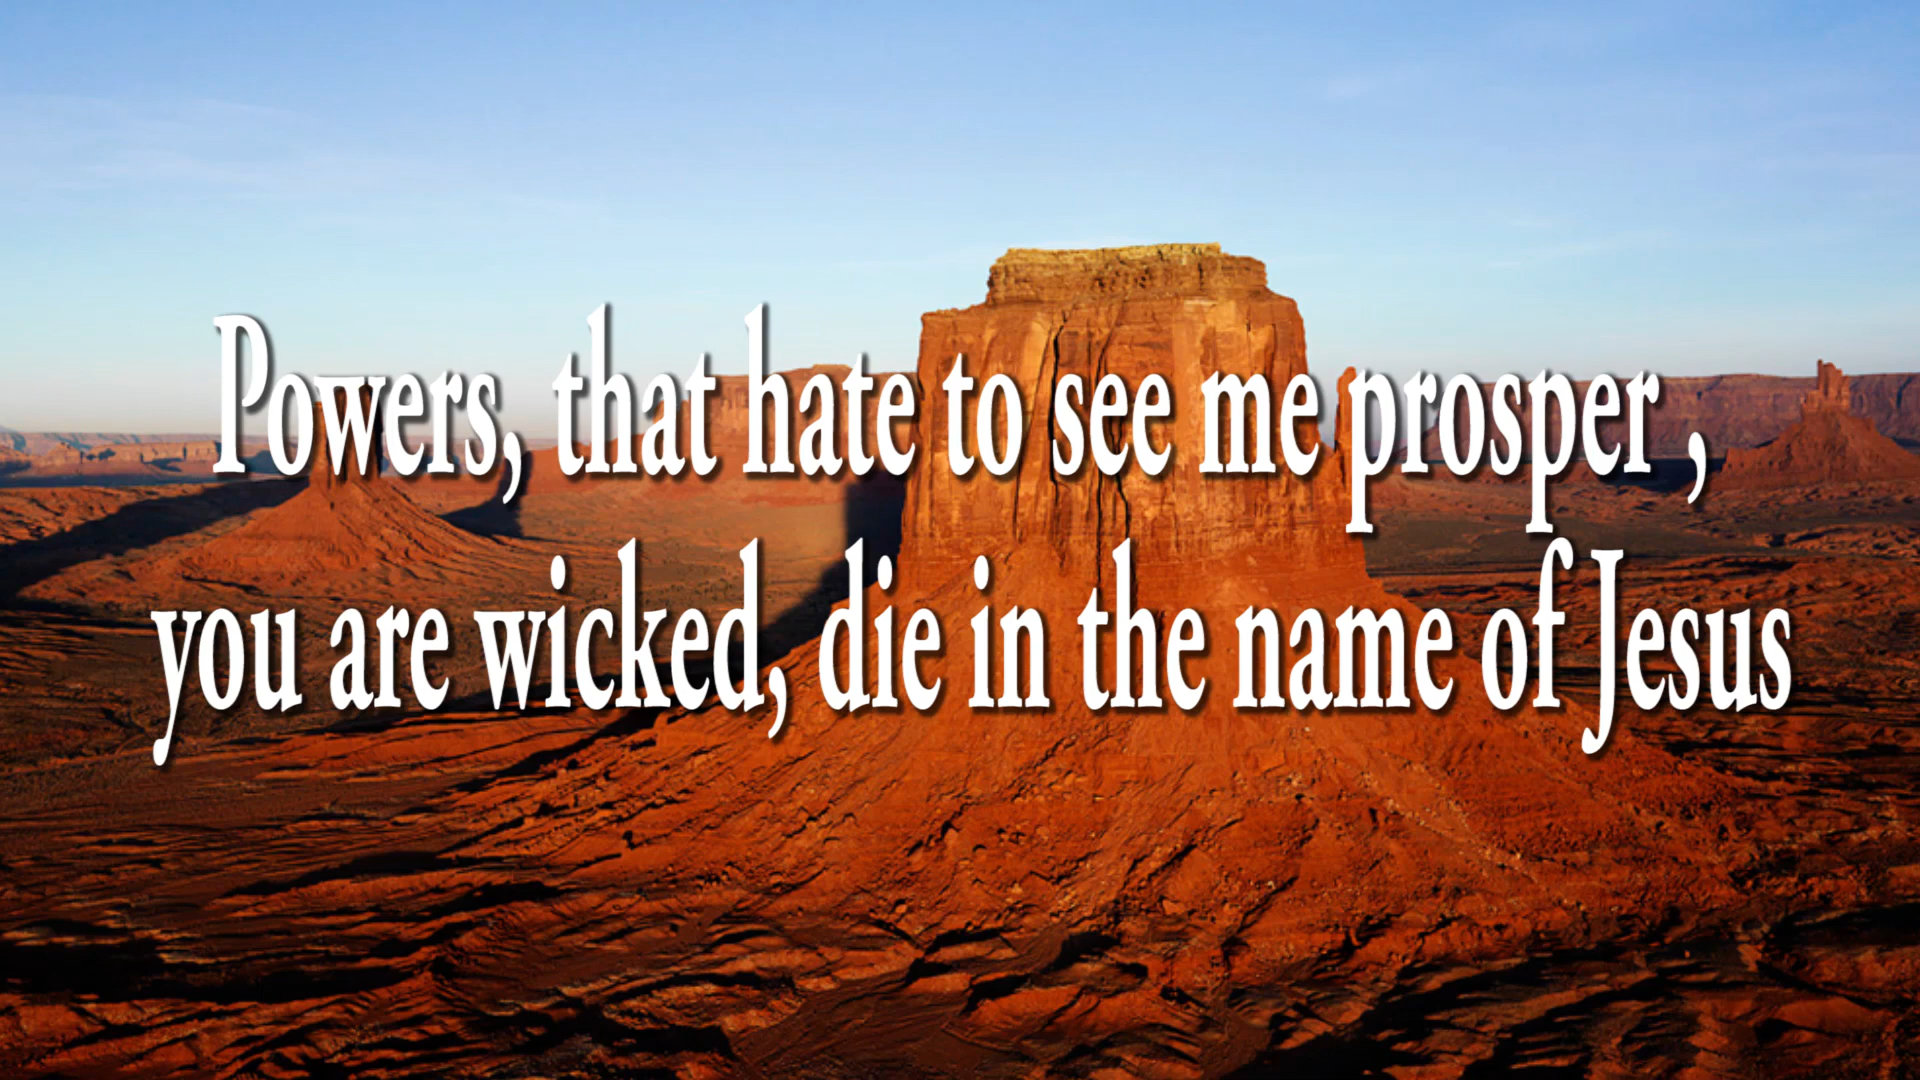 Powers, that hate to see me prosper ,
you are wicked, die in the name of Jesus